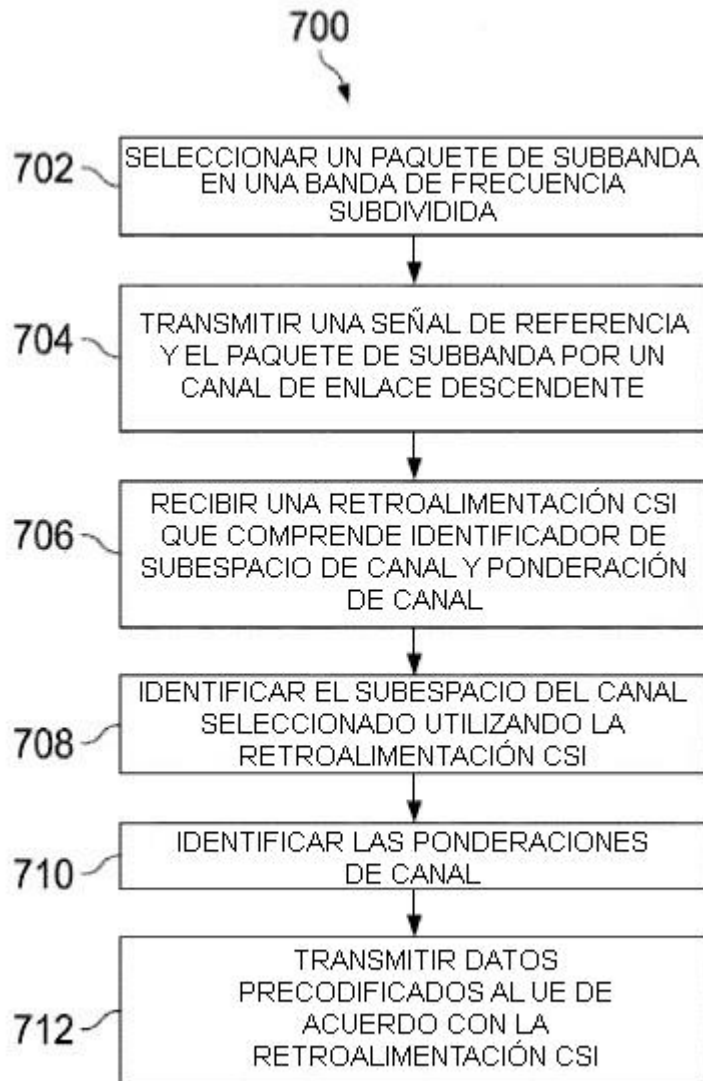 700
702
SELECCIONAR UN PAQUETE DE SUBBANDA
EN UNA BANDA DE FRECUENCIA
SUBDIVIDIDA
704
TRANSMITIR UNA SEÑAL DE REFERENCIA
Y EL PAQUETE DE SUBBANDA POR UN
CANAL DE ENLACE DESCENDENTE
706
RECIBIR UNA RETROALIMENTACIÓN CSI
QUE COMPRENDE IDENTIFICADOR DE
SUBESPACIO DE CANAL Y PONDERACIÓN
DE CANAL
708
IDENTIFICAR EL SUBESPACIO DEL CANAL
SELECCIONADO UTILIZANDO LA
RETROALIMENTACIÓN CSI
710
IDENTIFICAR LAS PONDERACIONES
DE CANAL
712
TRANSMITIR DATOS
PRECODIFICADOS AL UE DE
ACUERDO CON LA
RETROALIMENTACIÓN CSI